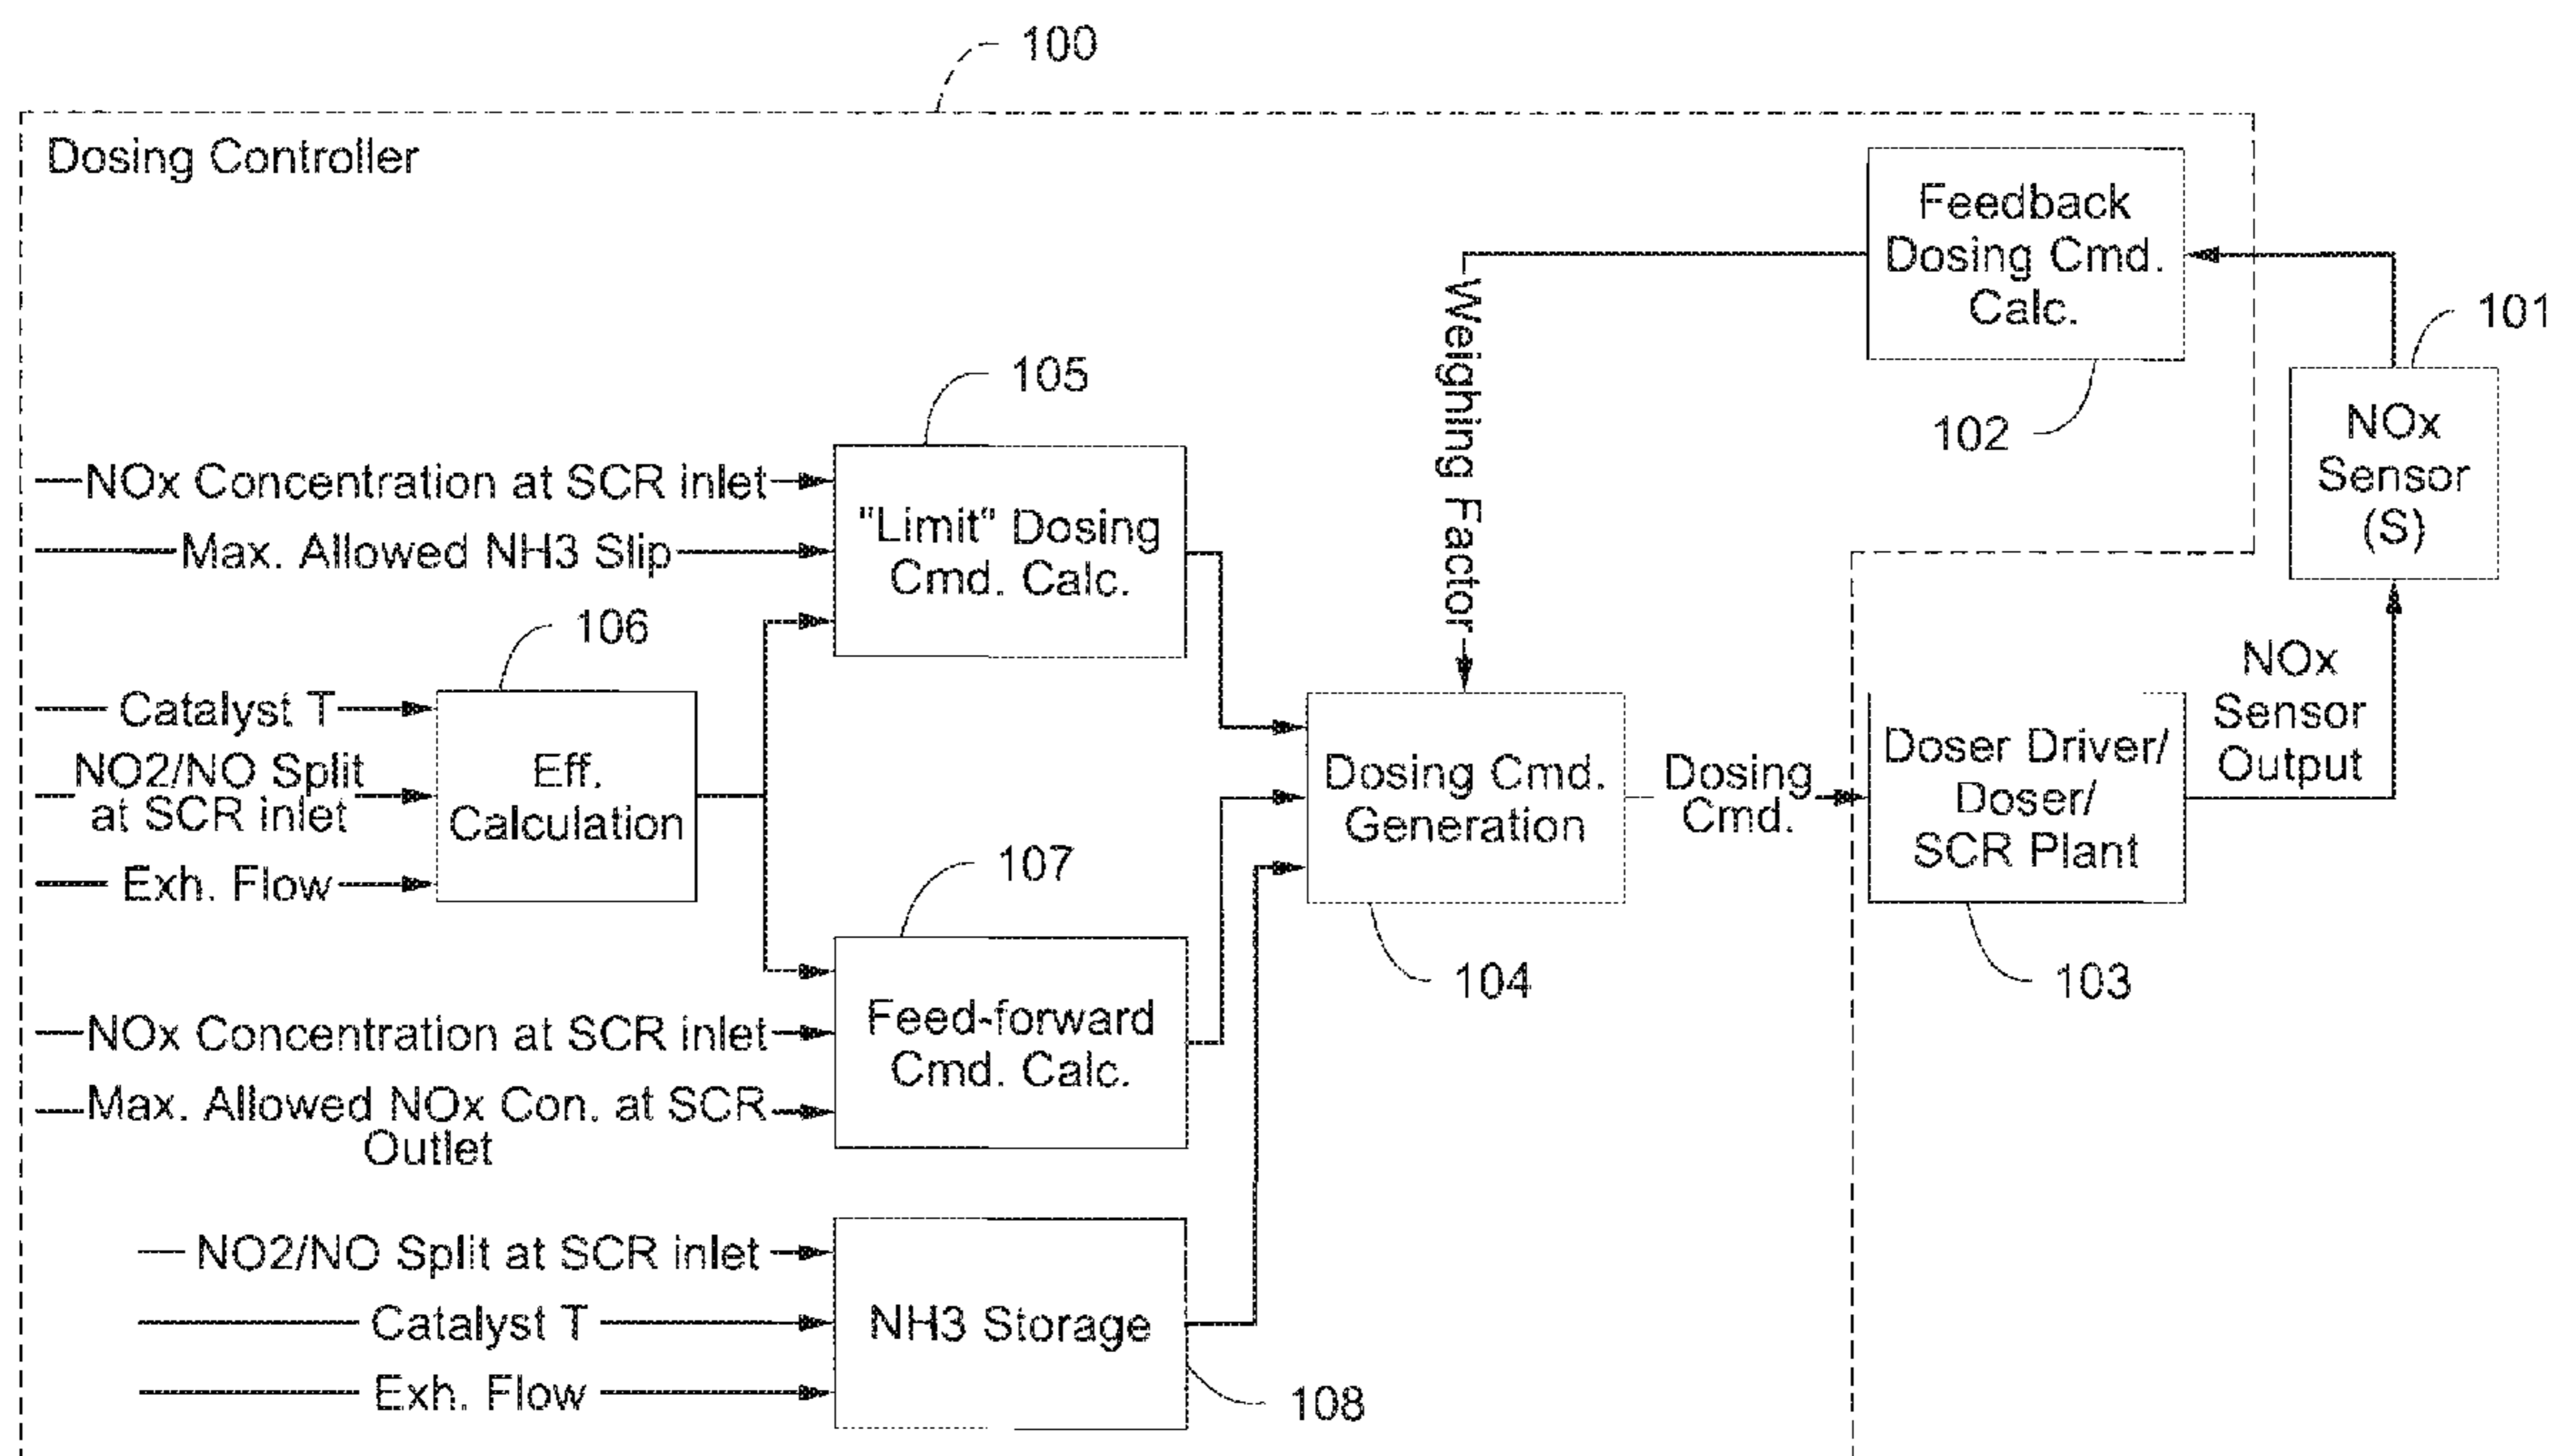 100
Dosing Controller
Feedback
Dosing Cmd.
Calc.
102
101
NOx
Sensor
(S)
Weighing Factor
105
NOx Concentration at SCR inlet
Max. Allowed NH3 Slip
"Limit" Dosing
Cmd. Calc.
106
Catalyst T
NO2/NO Split
at SCR inlet
Exh. Flow
Eff.
Calculation
107
NOx Concentration at SCR inlet
Max. Allowed NOx Con. at SCR
Outlet
Feed-forward
Cmd. Calc.
Dosing Cmd.
Generation
104
Dosing
Cmd.
Doser Driver/
Doser/
SCR Plant
103
NOx
Sensor
Output
NO2/NO Split at SCR inlet
Catalyst T
Exh. Flow
NH3 Storage
108